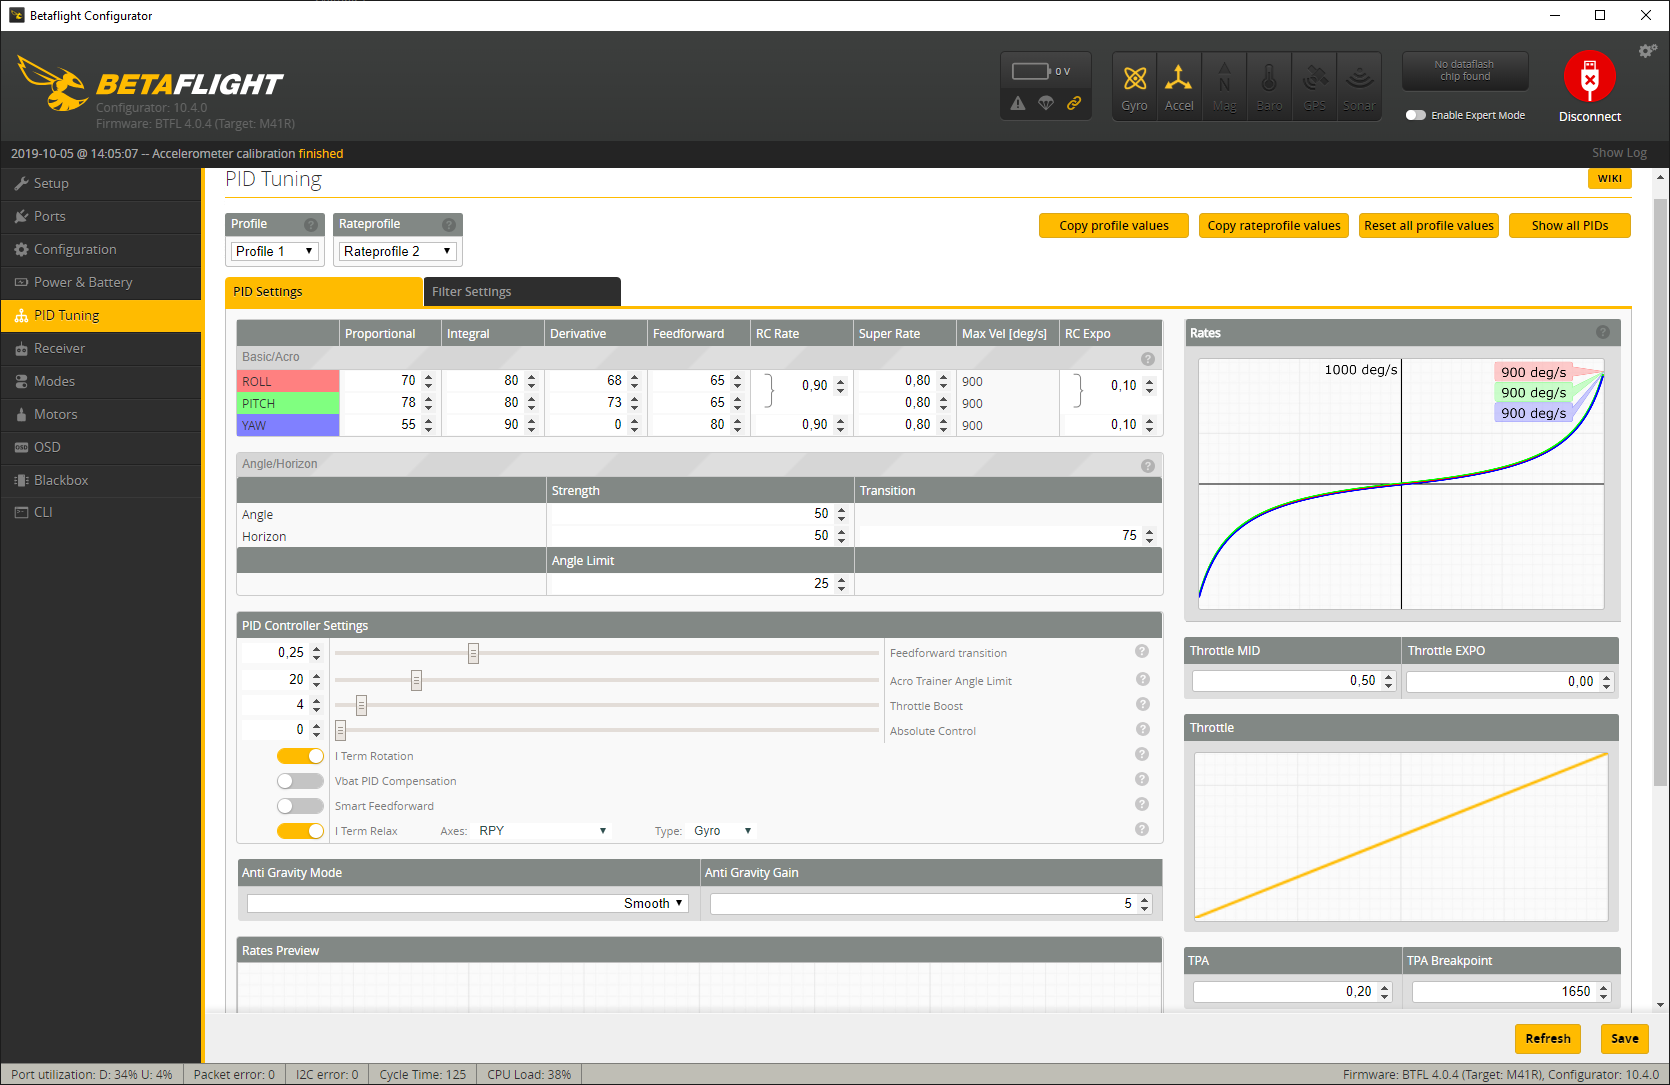 Betaflight Configurator
BETAFLIGHT
Configurator: 10.4.0
Firmware: BTFL 4.0.4 (Target: M41R)
0 V
Gyro Accel Mag Baro GPS Sonar
No dataflash
chip found
Enable Expert Mode
Disconnect
2019-10-05 @ 14:05:07 -- Accelerometer calibration finished
Show Log
Setup
Ports
Configuration
Power & Battery
PID Tuning
Receiver
Modes
Motors
OSD
Blackbox
CLI
PID Tuning
WIKI
Profile ? Rateprofile ?
Profile 1 Rateprofile 2
Copy profile values Copy rateprofile values Reset all profile values Show all PIDs
PID Settings Filter Settings
Proportional Integral Derivative Feedforward RC Rate Super Rate Max Vel [deg/s] RC Expo
Basic/Acro ?
ROLL 70 80 68 65 0,90 0,80 900 0,10
PITCH 78 80 73 65 0,80 900
YAW 55 90 0 80 0,90 0,80 900 0,10
Angle/Horizon ?
Strength Transition
Angle 50
Horizon 50 75
Angle Limit
25
PID Controller Settings
0,25 Feedforward transition ?
20 Acro Trainer Angle Limit ?
4 Throttle Boost ?
0 Absolute Control ?
I Term Rotation ?
Vbat PID Compensation ?
Smart Feedforward ?
I Term Relax Axes: RPY Type: Gyro ?
Anti Gravity Mode Anti Gravity Gain
Smooth 5
Rates Preview
Rates ?
1000 deg/s
900 deg/s
900 deg/s
900 deg/s
Throttle MID Throttle EXPO
0,50 0,00
Throttle
TPA TPA Breakpoint
0,20 1650
Refresh Save
Port utilization: D: 34% U: 4% Packet error: 0 I2C error: 0 Cycle Time: 125 CPU Load: 38% Firmware: BTFL 4.0.4 (Target: M41R), Configurator: 10.4.0